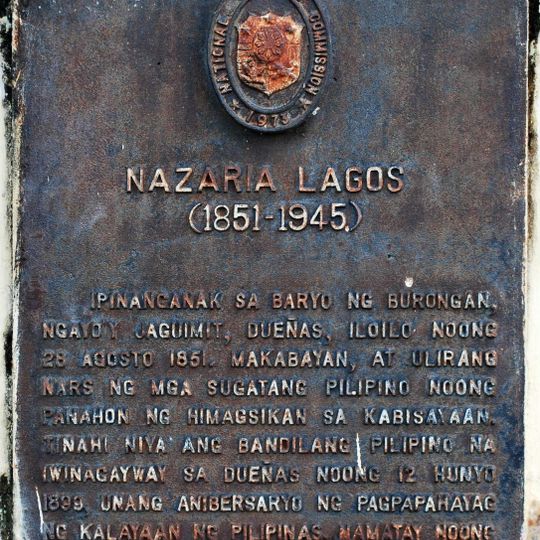 NATIONAL
COMMISSION
1973
NAZARIA LAGOS
(1851-1945)
IPINANGANAK SA BARYO NG BURONGAN,
NGAYO'Y JAGUIMIT, DUEÑAS, ILOILO NOONG
28 AGOSTO 1851. MAKABAYAN, AT ULIRANG
NARS NG MGA SUGATANG PILIPINO NOONG
PANAHON NG HIMAGSIKAN SA KABISAYAAN.
TINAHI NIYA ANG BANDILANG PILIPINO NA
IWINAGAYWAY SA DUENAS NOONG 12 HUNYO
1899, UNANG ANIBERSARYO NG PAGPAPAHAYAG
NG KALAYAAN NG PILIPINAS. NAMATAY NOONG